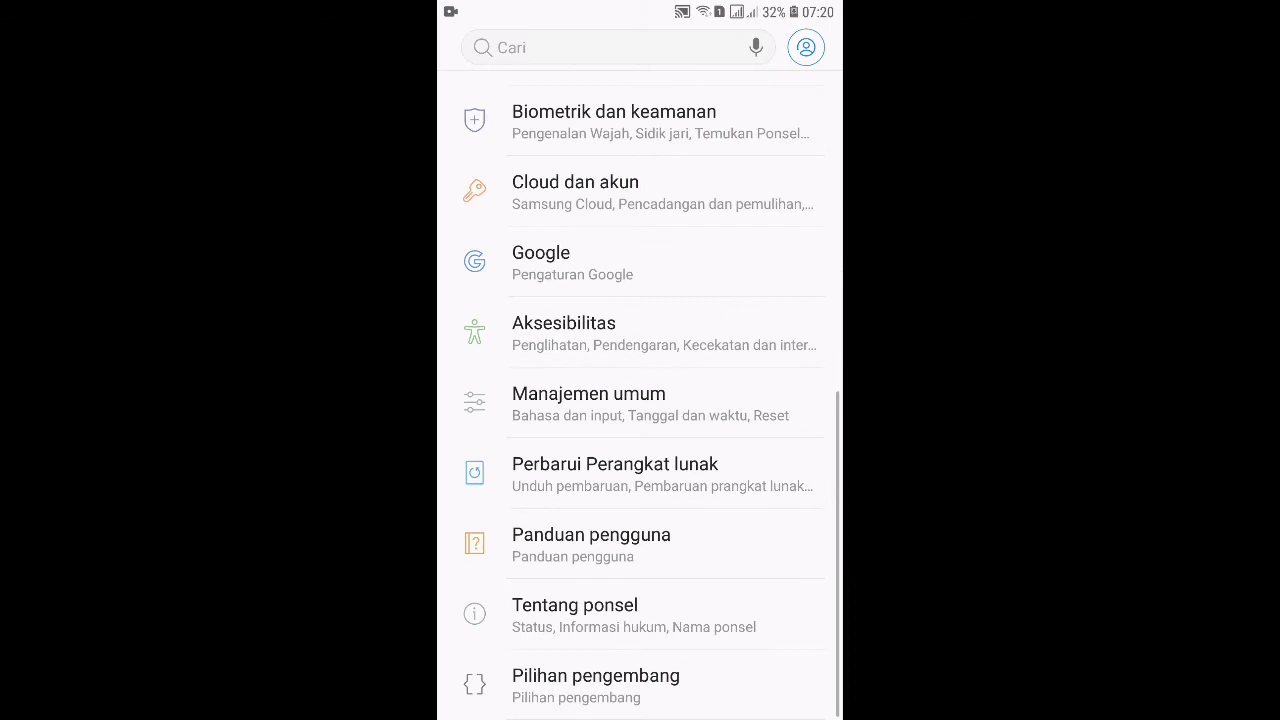 32% 07:20
Cari
Biometrik dan keamanan
Pengenalan Wajah, Sidik jari, Temukan Ponsel...
Cloud dan akun
Samsung Cloud, Pencadangan dan pemulihan,...
Google
Pengaturan Google
Aksesibilitas
Penglihatan, Pendengaran, Kecekatan dan inter...
Manajemen umum
Bahasa dan input, Tanggal dan waktu, Reset
Perbarui Perangkat lunak
Unduh pembaruan, Pembaruan prangkat lunak...
Panduan pengguna
Panduan pengguna
Tentang ponsel
Status, Informasi hukum, Nama ponsel
Pilihan pengembang
Pilihan pengembang